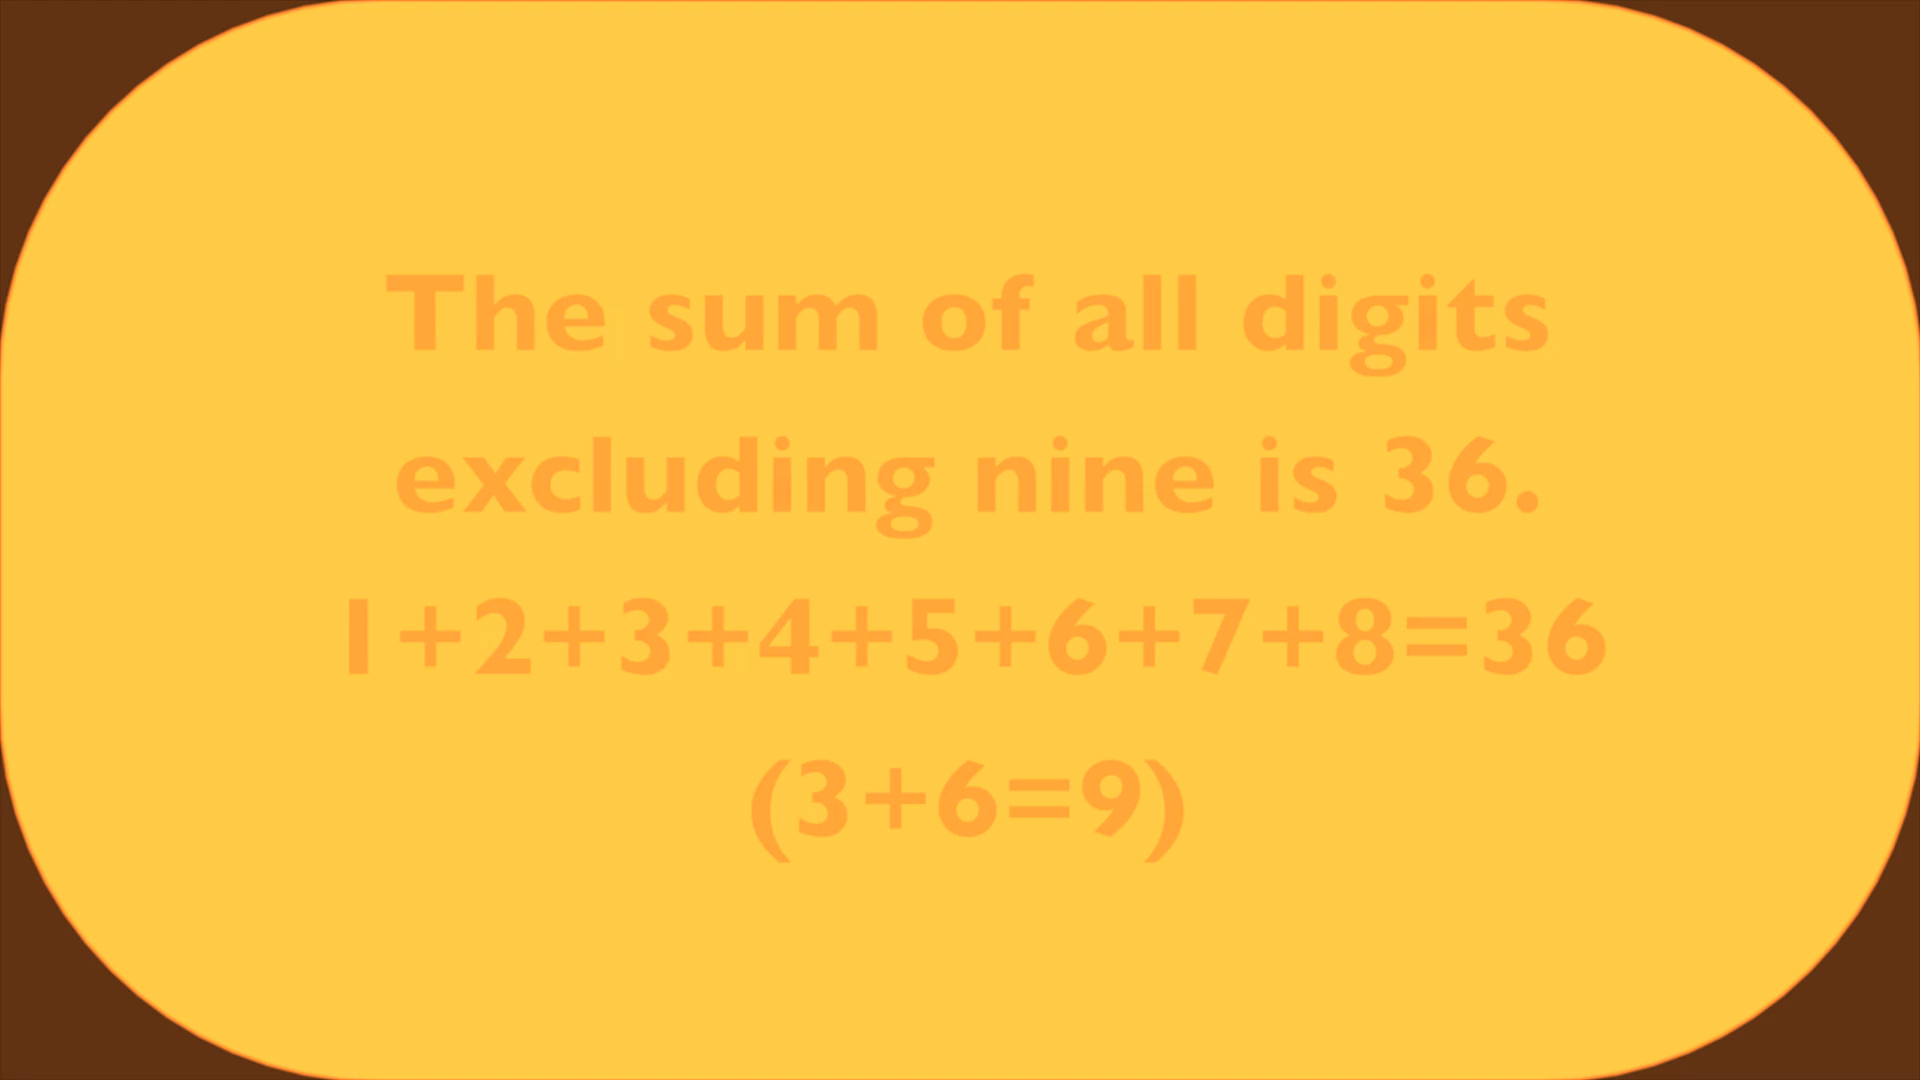 The sum of all digits
excluding nine is 36.
1+2+3+4+5+6+7+8=36
(3+6=9)